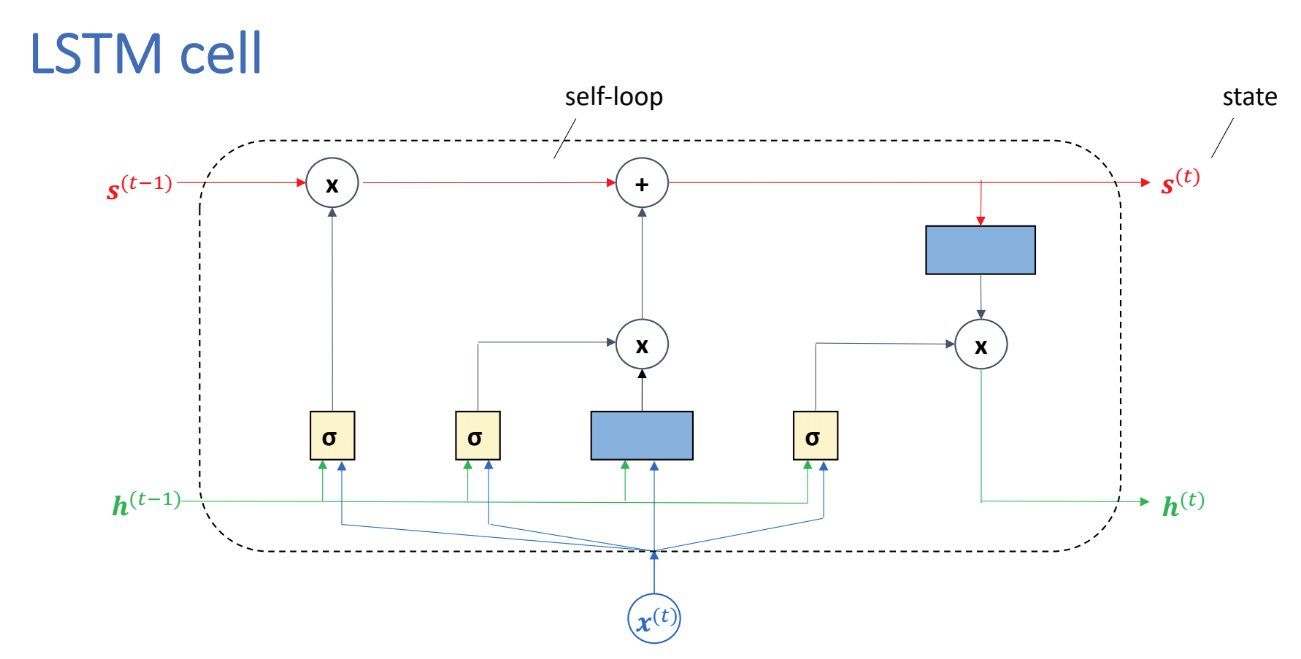 LSTM cell
self-loop
state
s^(t−1)
x
+
s^(t)
x
x
σ
σ
σ
h^(t−1)
h^(t)
x^(t)